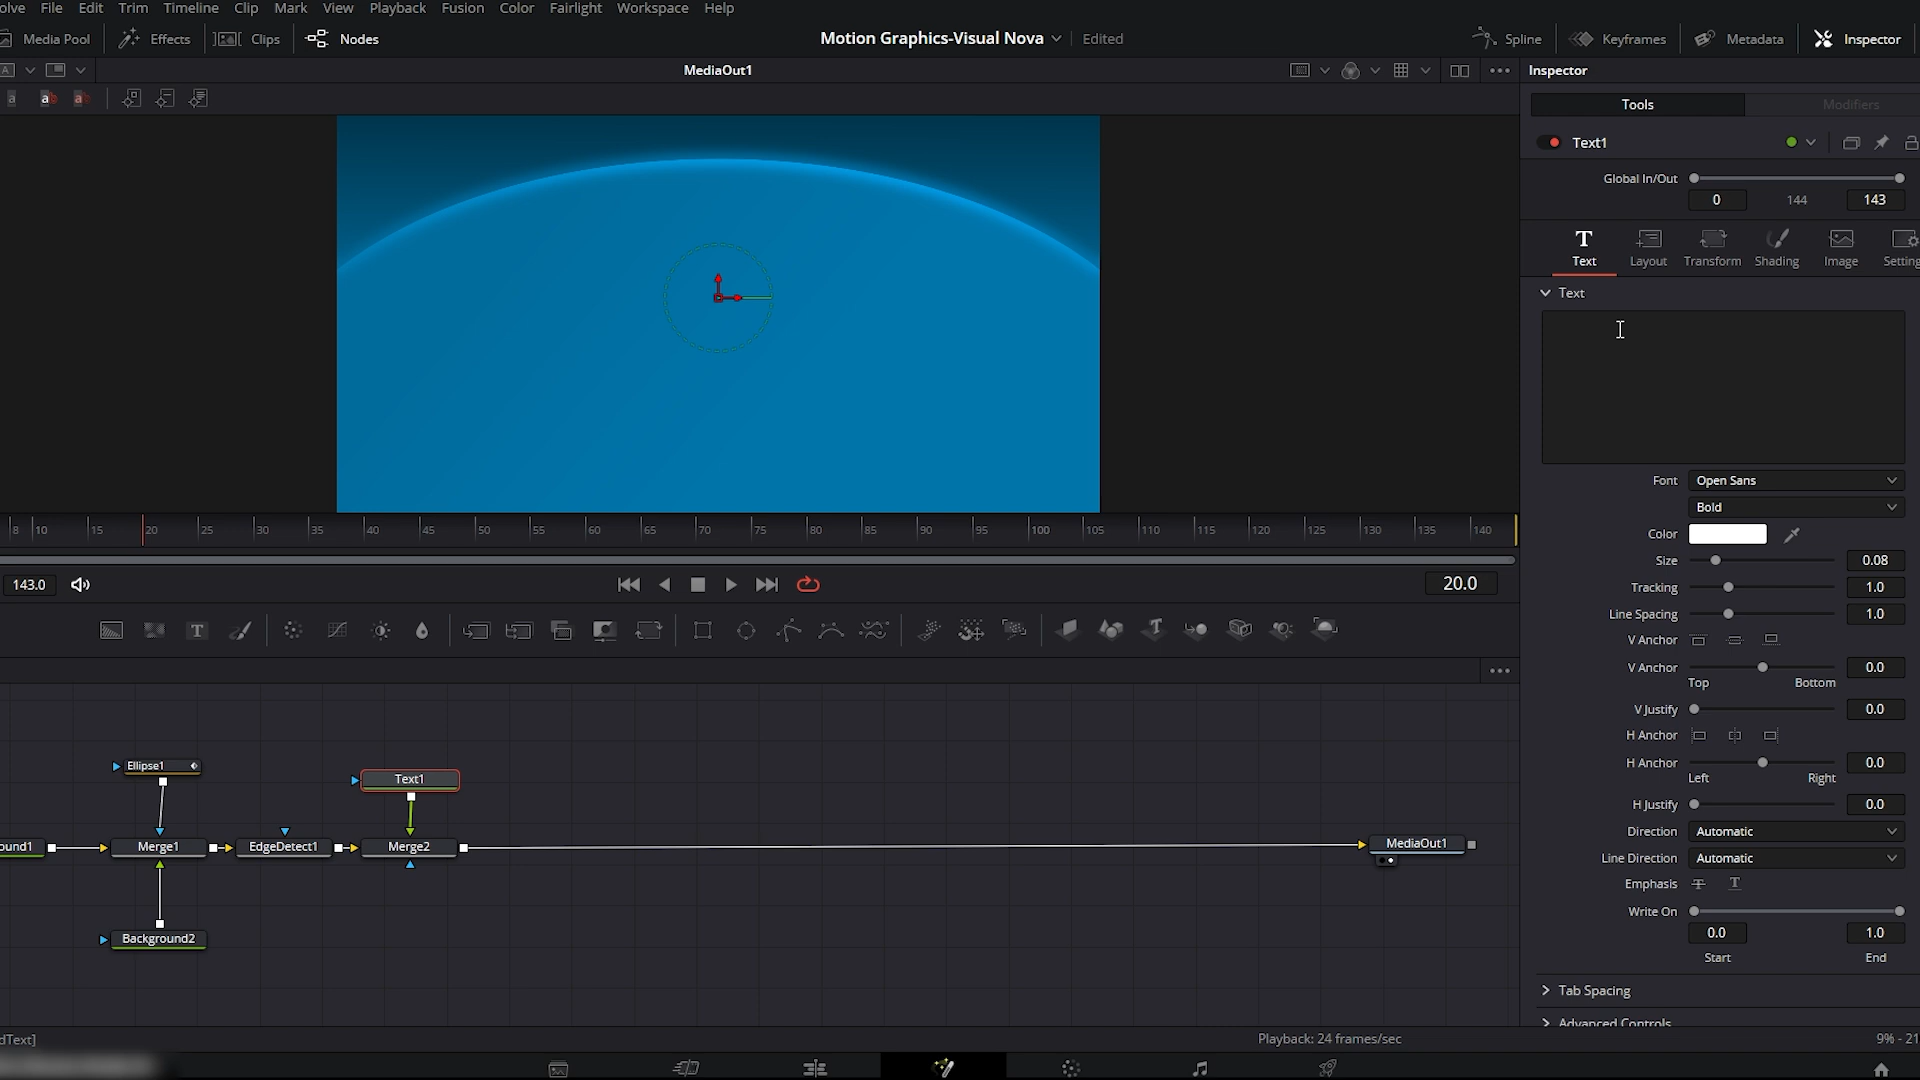 olve File Edit Trim Timeline Clip Mark View Playback Fusion Color Fairlight Workspace Help
Media Pool Effects Clips Nodes Motion Graphics-Visual Nova Edited Spline Keyframes Metadata Inspector
A MediaOut1 Inspector
a ab ab
Tools Modifiers
Text1
Global In/Out
0 144 143
T
Text Layout Transform Shading Image Setting
Text
Font Open Sans
Bold
Color
Size 0.08
Tracking 1.0
Line Spacing 1.0
V Anchor
V Anchor 0.0
Top Bottom
V Justify 0.0
H Anchor
H Anchor 0.0
Left Right
H Justify 0.0
Direction Automatic
Line Direction Automatic
Emphasis T T
Write On
0.0 1.0
Start End
Tab Spacing
Advanced Controls
8 10 15 20 25 30 35 40 45 50 55 60 65 70 75 80 85 90 95 100 105 110 115 120 125 130 135 140
143.0 20.0
T T
Ellipse1
Text1
ound1 Merge1 EdgeDetect1 Merge2 MediaOut1
Background2
dText] Playback: 24 frames/sec 9% - 21